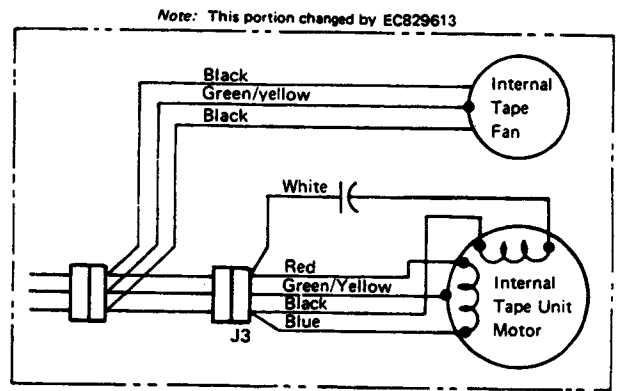 Note: This portion changed by EC829613
Black
Green/yellow
Black
Internal
Tape
Fan
White
Red
Green/Yellow
Black
Blue
J3
Internal
Tape Unit
Motor